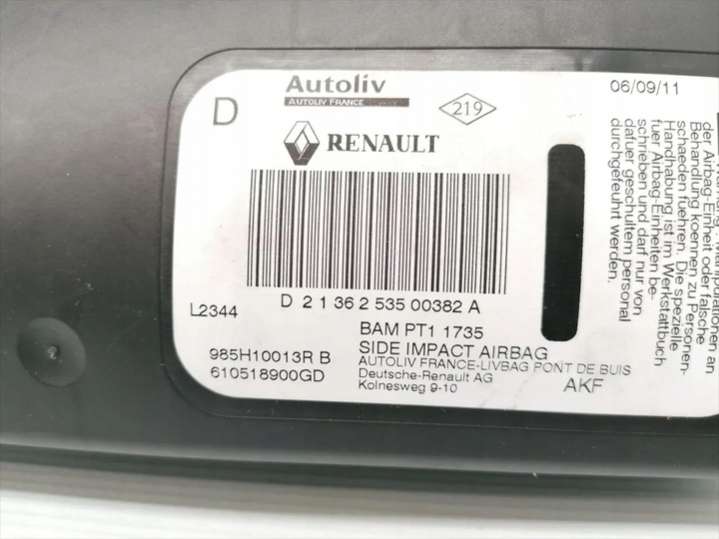 D
Autoliv
AUTOLIV FRANCE
219
06/09/11
RENAULT
D 2 1 36 2 535 00382 A
L2344
BAM PT1 1735
985H10013R B
SIDE IMPACT AIRBAG
610518900GD
AUTOLIV FRANCE-LIVBAG PONT DE BUIS
Deutsche-Renault AG
Kolnesweg 9-10
AKF
der Airbag-Einheit oder falsche
Behandlung koennen zu Personen-
schaeden fuehren. Die spezielle
Handhabung ist im Werkstattbuch
fuer Airbag-Einheiten be-
schrieben und darf nur von
dafuer geschultem personal
durchgefeuhrt werden.